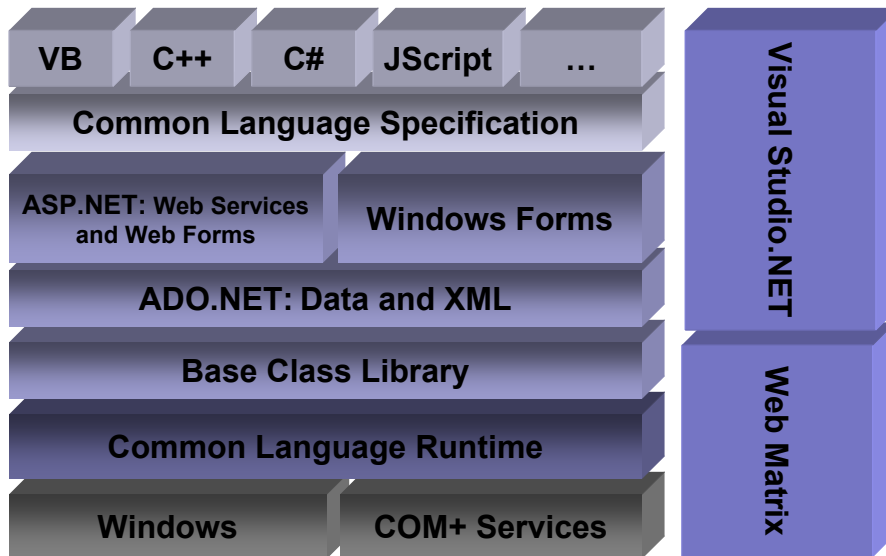 VB
C++
C#
JScript
…
Common Language Specification
ASP.NET: Web Services
and Web Forms
Windows Forms
ADO.NET: Data and XML
Base Class Library
Common Language Runtime
Windows
COM+ Services
Visual Studio.NET
Web Matrix